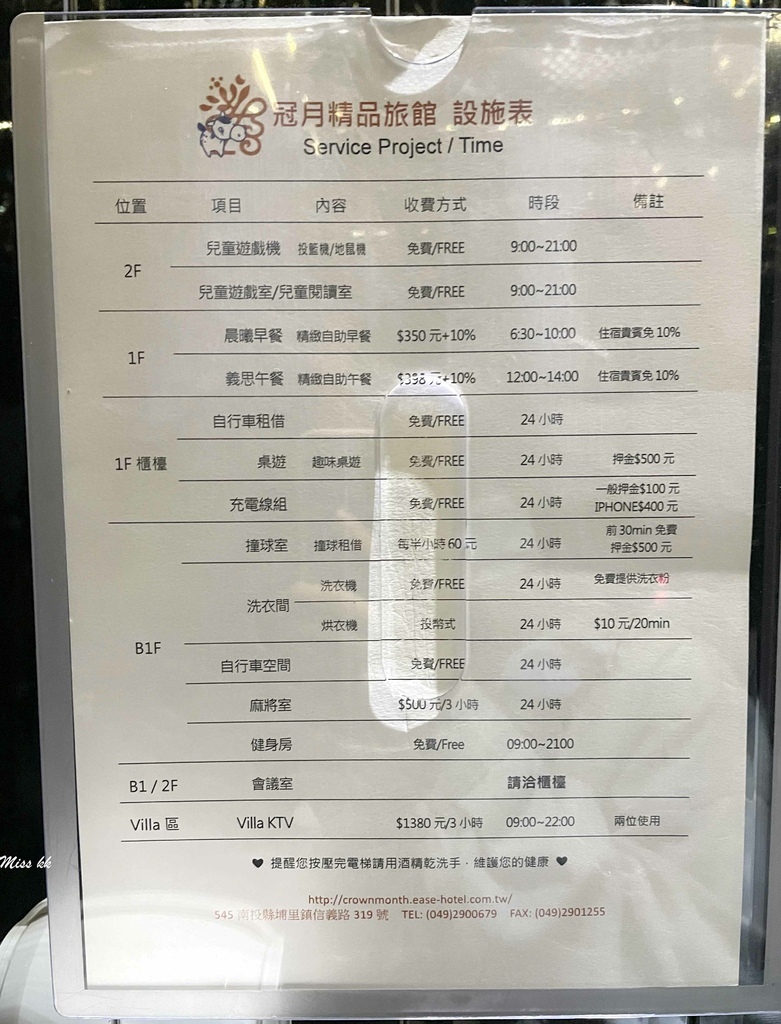 冠月精品旅館 設施表
Service Project / Time
位置 項目 內容 收費方式 時段 備註
2F
兒童遊戲機 投籃機/地鼠機 免費/FREE 9:00~21:00
兒童遊戲室/兒童閱讀室 免費/FREE 9:00~21:00
1F
晨曦早餐 精緻自助早餐 $350 元+10% 6:30~10:00 住宿貴賓免 10%
義思午餐 精緻自助午餐 $398 元+10% 12:00~14:00 住宿貴賓免 10%
1F 櫃檯
自行車租借 免費/FREE 24 小時
桌遊 趣味桌遊 免費/FREE 24 小時 押金$500 元
充電線組 免費/FREE 24 小時 一般押金$100 元
IPHONE$400 元
B1F
撞球室 撞球租借 每半小時 60 元 24 小時 前 30min 免費
押金$500 元
洗衣間
洗衣機 免費/FREE 24 小時 免費提供洗衣粉
烘衣機 投幣式 24 小時 $10 元/20min
自行車空間 免費/FREE 24 小時
麻將室 $500 元/3 小時 24 小時
健身房 免費/Free 09:00~2100
B1 / 2F 會議室 請洽櫃檯
Villa 區 Villa KTV $1380 元/3 小時 09:00~22:00 兩位使用
♥ 提醒您按壓完電梯請用酒精乾洗手，維護您的健康 ♥
Miss kk
http://crownmonth.ease-hotel.com.tw/
545 南投縣埔里鎮信義路 319 號 TEL: (049)2900679 FAX: (049)2901255